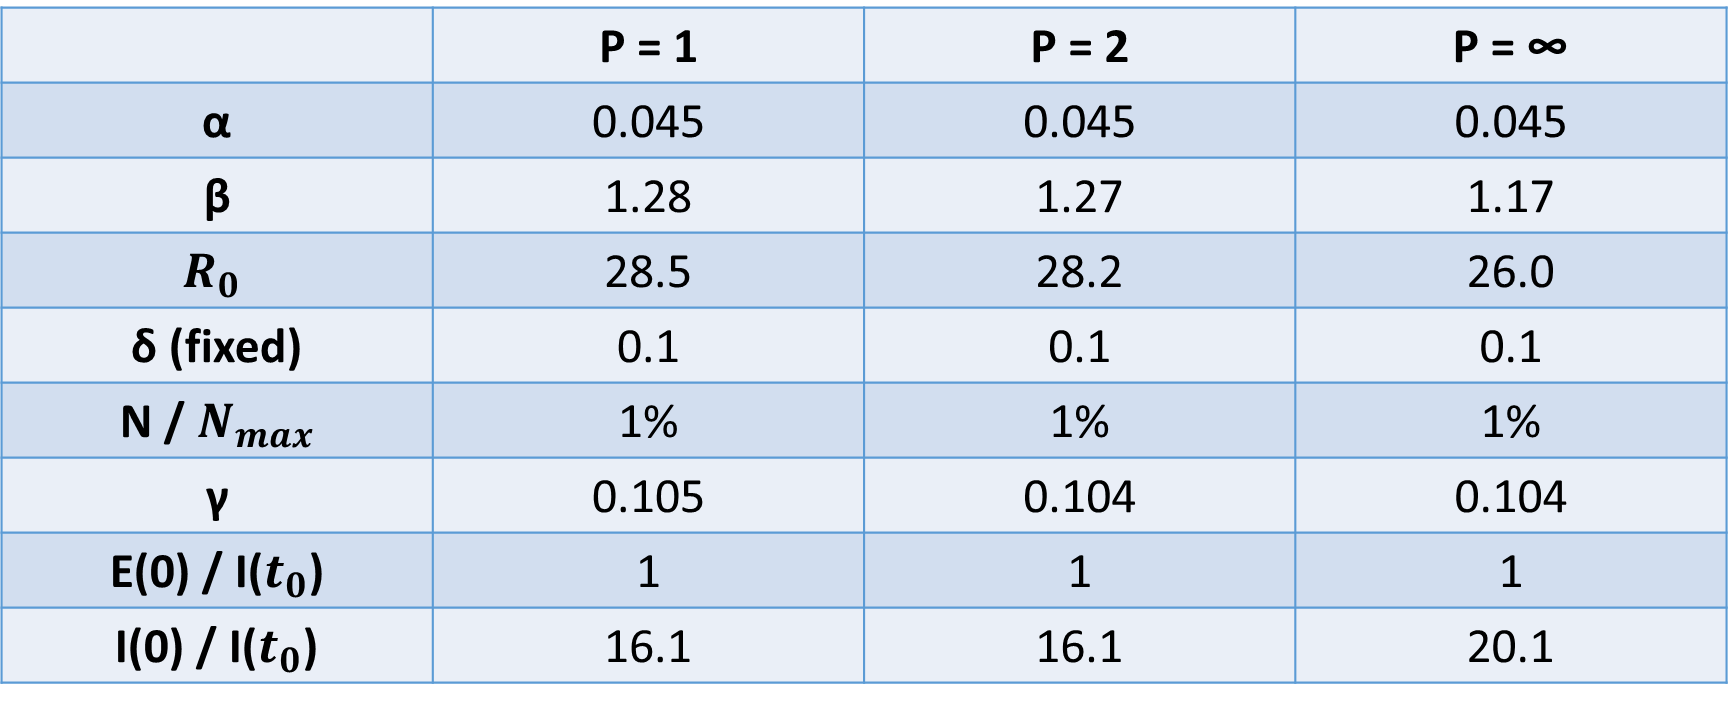 P = 1 P = 2 P = ∞
α 0.045 0.045 0.045
β 1.28 1.27 1.17
R₀ 28.5 28.2 26.0
δ (fixed) 0.1 0.1 0.1
N / Nₘₐₓ 1% 1% 1%
γ 0.105 0.104 0.104
E(0) / I(t₀) 1 1 1
I(0) / I(t₀) 16.1 16.1 20.1